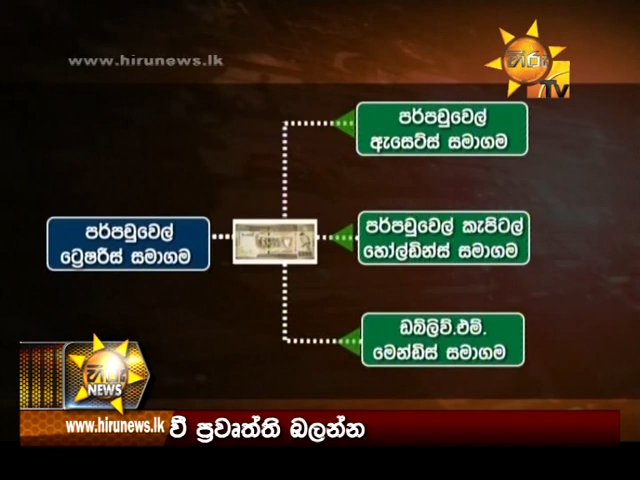 www.hirunews.lk
හිරු
TV
පර්පචුවෙල්
ඇසෙට්ස් සමාගම
පර්පචුවෙල්
ට්‍රෙෂරීස් සමාගම
පර්පචුවෙල් කැපිටල්
හෝල්ඩින්ස් සමාගම
ඩබ්ලිව්.එම්.
මෙන්ඩිස් සමාගම
හිරු
NEWS
www.hirunews.lk වී ප්‍රවෘත්ති බලන්න